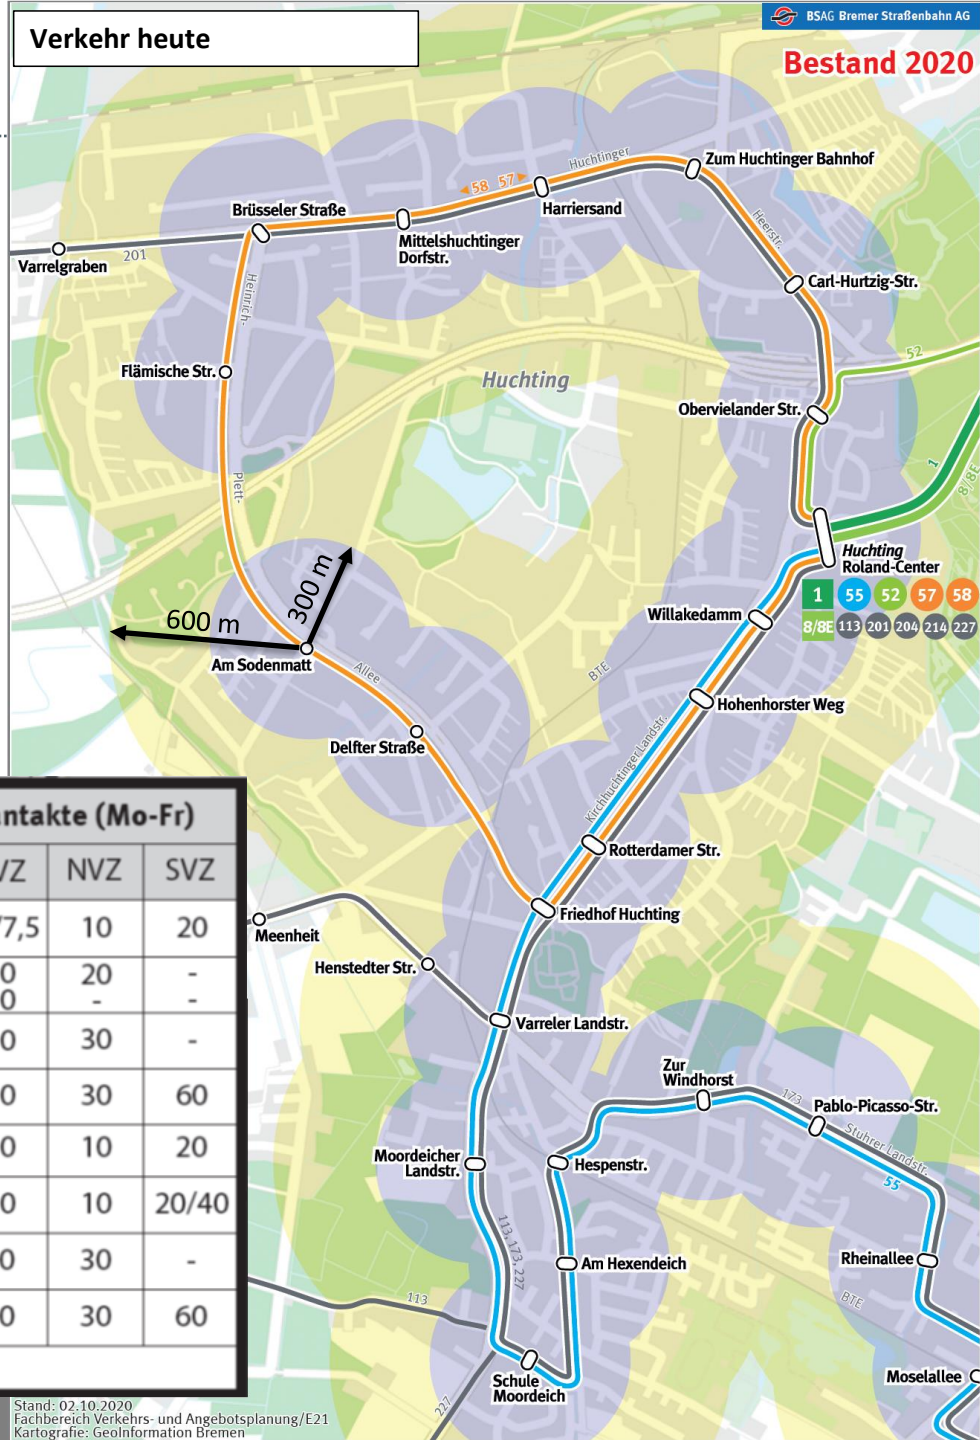 Verkehr heute
BSAG Bremer Straßenbahn AG
Bestand 2020
Zum Huchtinger Bahnhof
Huchtinger
58 57
Harriersand
Brüsseler Straße
Mittelshuchtinger
Dorfstr.
Varrelgraben
201
Heerstr.
Carl-Hurtzig-Str.
Heinrich-
Flämische Str.
52
Huchting
Obervielander Str.
Plett-
1
8/8E
Huchting
Roland-Center
1 55 52 57 58
8/8E 113 201 204 214 227
300 m
600 m
Willakedamm
Am Sodenmatt
Allee
BTE
Hohenhorster Weg
Delfter Straße
Kirchhuchtinger Landstr.
Rotterdamer Str.
Friedhof Huchting
ntakte (Mo-Fr)
VZ NVZ SVZ
/7,5 10 20
0 20 -
0 - -
0 30 -
0 30 60
0 10 20
0 10 20/40
0 30 -
0 30 60
Meenheit
Henstedter Str.
Varreler Landstr.
Zur
Windhorst
173
Pablo-Picasso-Str.
Stuhrer Landstr.
55
Moordeicher
Landstr.
Hespenstr.
113, 173, 227
Am Hexendeich
Rheinallee
BTE
113
Schule
Moordeich
Moselallee
227
Stand: 02.10.2020
Fachbereich Verkehrs- und Angebotsplanung/E21
Kartografie: GeoInformation Bremen